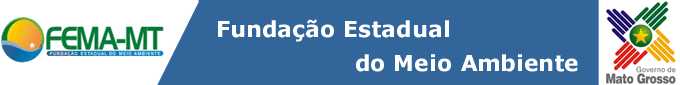 FEMA-MT
FUNDAÇÃO ESTADUAL DO MEIO AMBIENTE
Fundação Estadual
do Meio Ambiente
Governo de
Mato Grosso